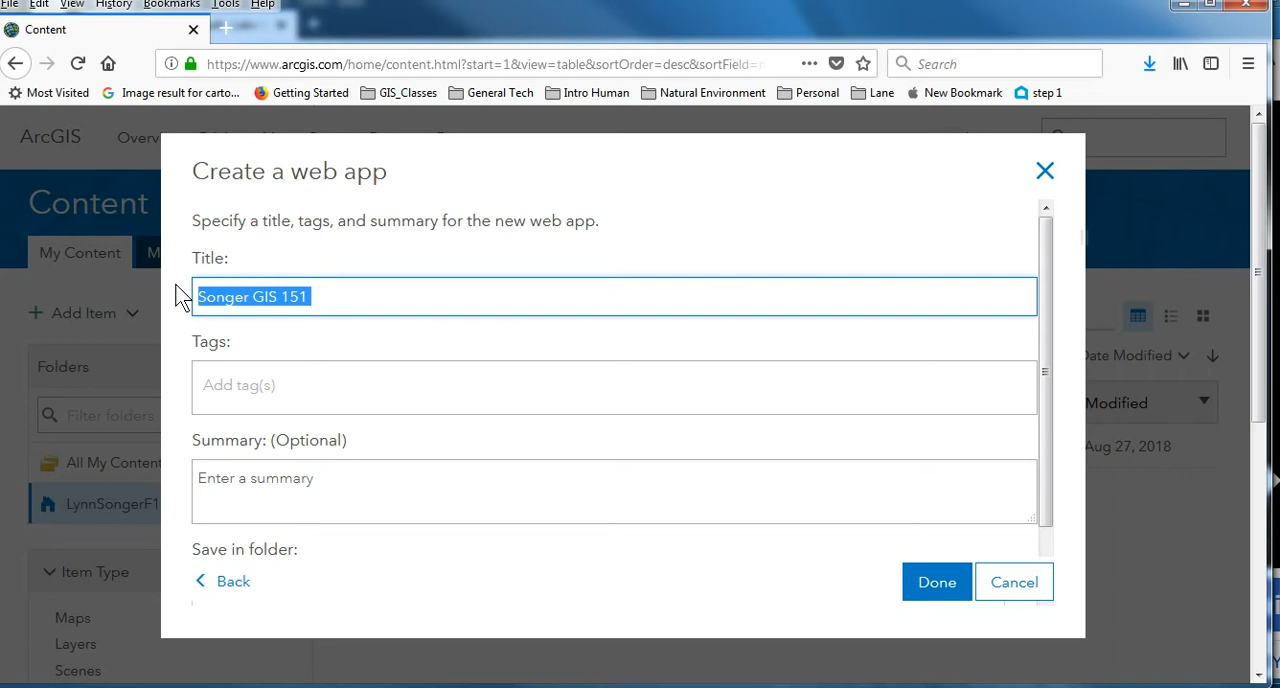 File Edit View History Bookmarks Tools Help
Content
https://www.arcgis.com/home/content.html?start=1&view=table&sortOrder=desc&sortField= Search
Most Visited Image result for carto... Getting Started GIS_Classes General Tech Intro Human Natural Environment Personal Lane New Bookmark step 1
ArcGIS
Content
My Content
Create a web app
Specify a title, tags, and summary for the new web app.
Title:
Songer GIS 151
Add Item
Tags:
Date Modified
Folders
Add tag(s)
Modified
Filter folders
Summary: (Optional)
Aug 27, 2018
All My Content
Enter a summary
LynnSongerF1
Save in folder:
Item Type
Back Done Cancel
Maps
Layers
Scenes